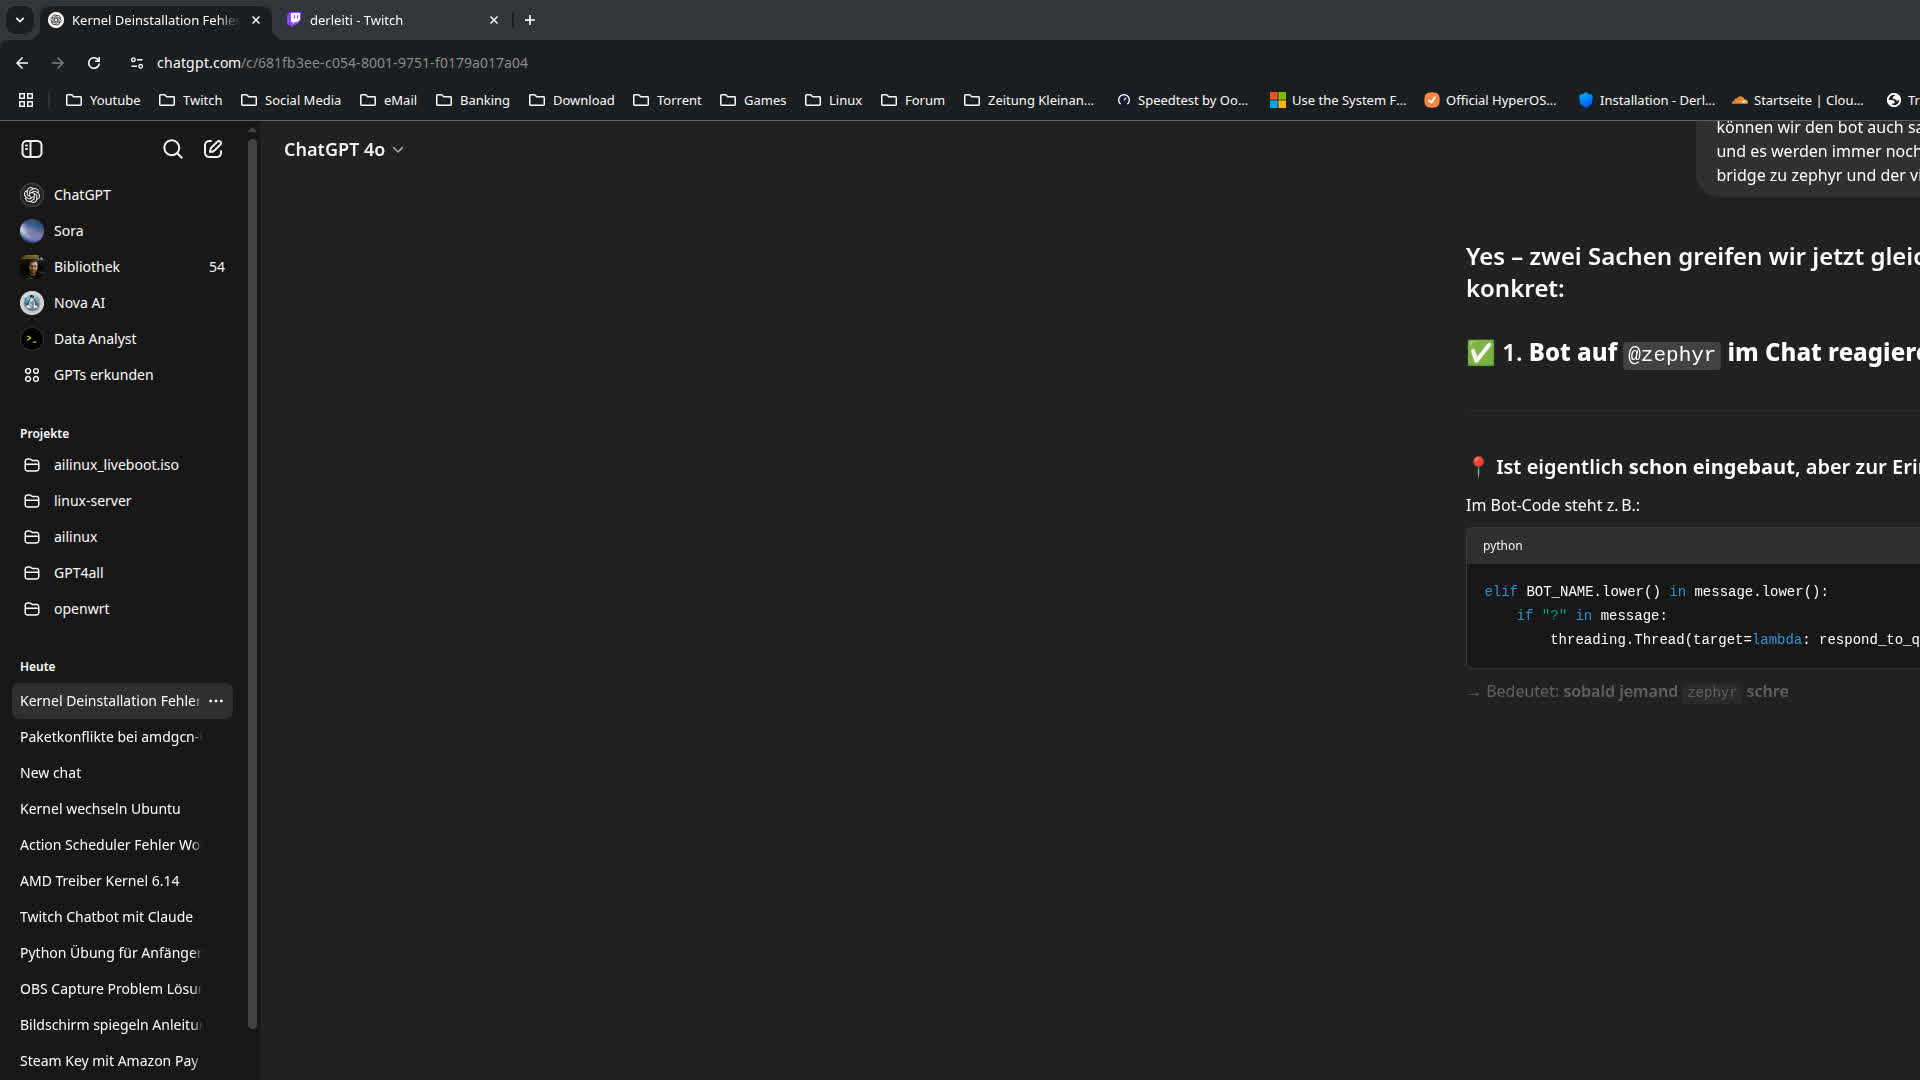 Kernel Deinstallation Fehle
derleiti - Twitch
chatgpt.com/c/681fb3ee-c054-8001-9751-f0179a017a04
Youtube
Twitch
Social Media
eMail
Banking
Download
Torrent
Games
Linux
Forum
Zeitung Kleinan...
Speedtest by Oo...
Use the System F...
Official HyperOS...
Installation - Derl...
Startseite | Clou...
Tr
ChatGPT
Sora
Bibliothek 54
Nova AI
Data Analyst
GPTs erkunden
Projekte
ailinux_liveboot.iso
linux-server
ailinux
GPT4all
openwrt
Heute
Kernel Deinstallation Fehler
Paketkonflikte bei amdgcn-
New chat
Kernel wechseln Ubuntu
Action Scheduler Fehler Wo
AMD Treiber Kernel 6.14
Twitch Chatbot mit Claude
Python Übung für Anfänger
OBS Capture Problem Lösu
Bildschirm spiegeln Anleitu
Steam Key mit Amazon Pay
ChatGPT 4o
können wir den bot auch sa
und es werden immer noch
bridge zu zephyr und der vi
Yes – zwei Sachen greifen wir jetzt gleic
konkret:
✅ 1. Bot auf @zephyr im Chat reagiere
📍 Ist eigentlich schon eingebaut, aber zur Eri
Im Bot-Code steht z. B.:
python
elif BOT_NAME.lower() in message.lower():
if "?" in message:
threading.Thread(target=lambda: respond_to_q
→ Bedeutet: sobald jemand zephyr schre